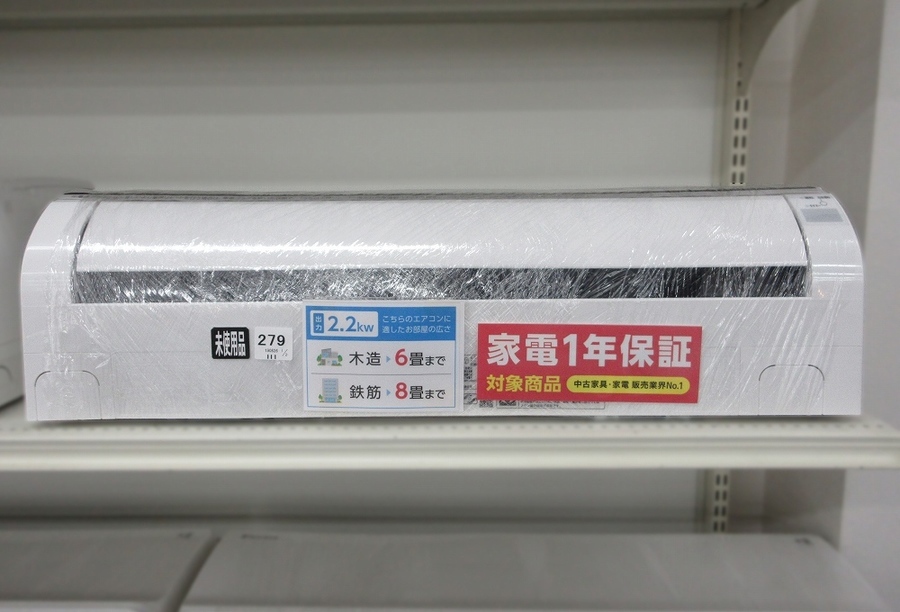 未使用品
279
出力 2.2kw
こちらのエアコンに
適したお部屋の広さ
木造 6畳まで
鉄筋 8畳まで
家電1年保証
対象商品 中古家具・家電 販売業界No.1